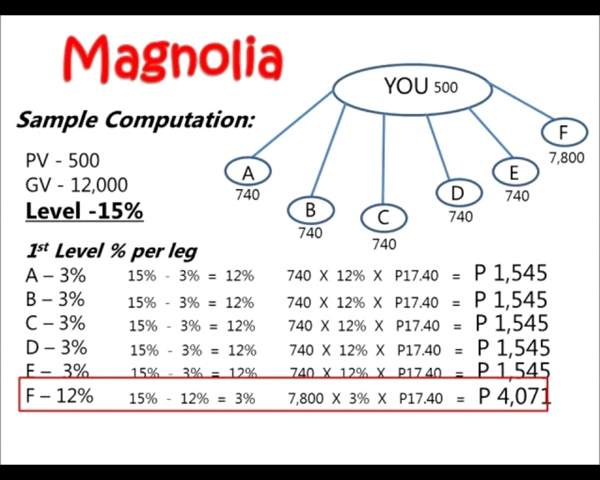 Magnolia
YOU 500
Sample Computation:
F
7,800
PV - 500
GV - 12,000
Level -15%
A
740
B
740
C
740
D
740
E
740
1st Level % per leg
A – 3% 15% - 3% = 12% 740 X 12% X P17.40 = P 1,545
B – 3% 15% - 3% = 12% 740 X 12% X P17.40 = P 1,545
C – 3% 15% - 3% = 12% 740 X 12% X P17.40 = P 1,545
D – 3% 15% - 3% = 12% 740 X 12% X P17.40 = P 1,545
E – 3% 15% - 3% = 12% 740 X 12% X P17.40 = P 1,545
F – 12% 15% - 12% = 3% 7,800 X 3% X P17.40 = P 4,071